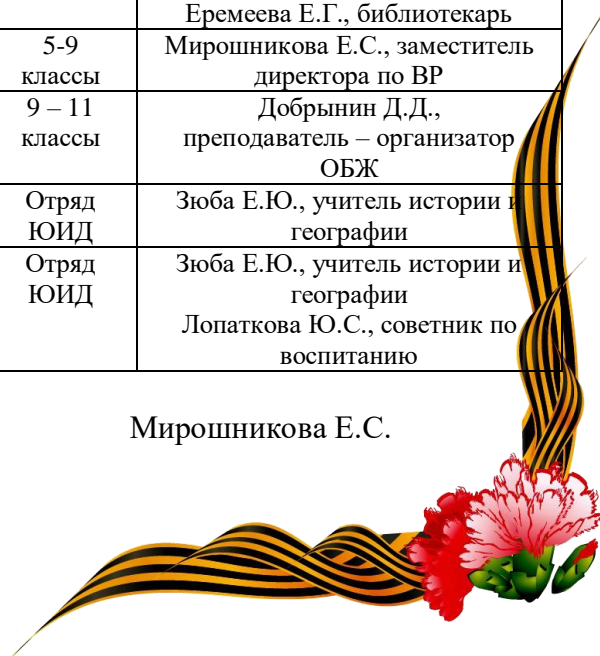 Еремеева Е.Г., библиотекарь
5-9
классы
Мирошникова Е.С., заместитель
директора по ВР
9 – 11
классы
Добрынин Д.Д.,
преподаватель – организатор
ОБЖ
Отряд
ЮИД
Зюба Е.Ю., учитель истории и
географии
Отряд
ЮИД
Зюба Е.Ю., учитель истории и
географии
Лопаткова Ю.С., советник по
воспитанию
Мирошникова Е.С.